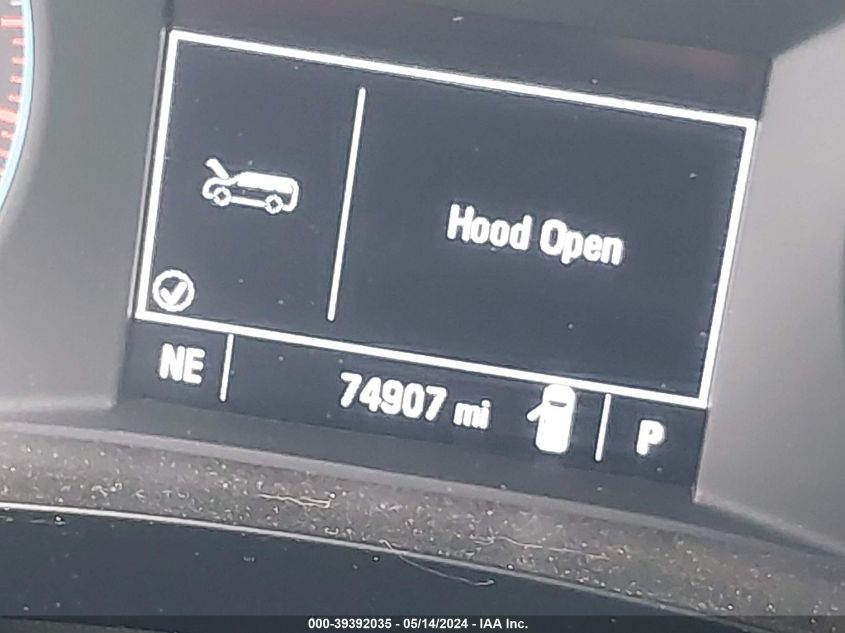 Hood Open
NE
74907 mi
P
000-39392035 - 05/14/2024 - IAA Inc.